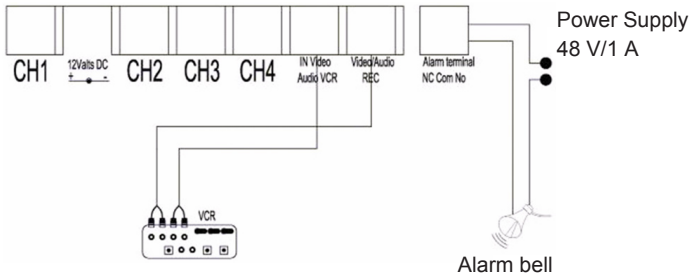 Power Supply
48 V/1 A
CH1
12Valts DC
+ -
CH2
CH3
CH4
IN Video
Audio VCR
Video/Audio
REC
Alarm terminal
NC Com No
VCR
Alarm bell